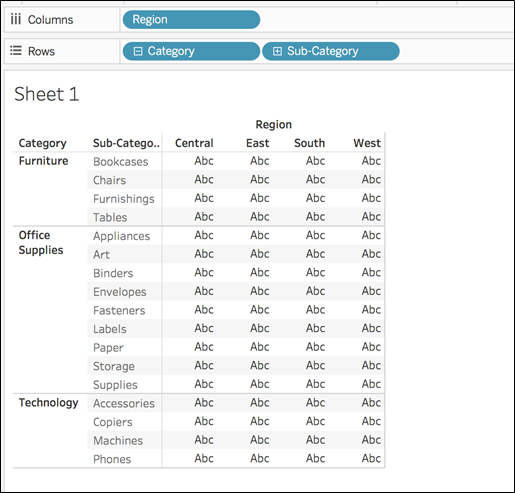 Columns Region
Rows Category Sub-Category
Sheet 1
Region
Category Sub-Catego.. Central East South West
Furniture Bookcases Abc Abc Abc Abc
Chairs Abc Abc Abc Abc
Furnishings Abc Abc Abc Abc
Tables Abc Abc Abc Abc
Office Appliances Abc Abc Abc Abc
Supplies Art Abc Abc Abc Abc
Binders Abc Abc Abc Abc
Envelopes Abc Abc Abc Abc
Fasteners Abc Abc Abc Abc
Labels Abc Abc Abc Abc
Paper Abc Abc Abc Abc
Storage Abc Abc Abc Abc
Supplies Abc Abc Abc Abc
Technology Accessories Abc Abc Abc Abc
Copiers Abc Abc Abc Abc
Machines Abc Abc Abc Abc
Phones Abc Abc Abc Abc